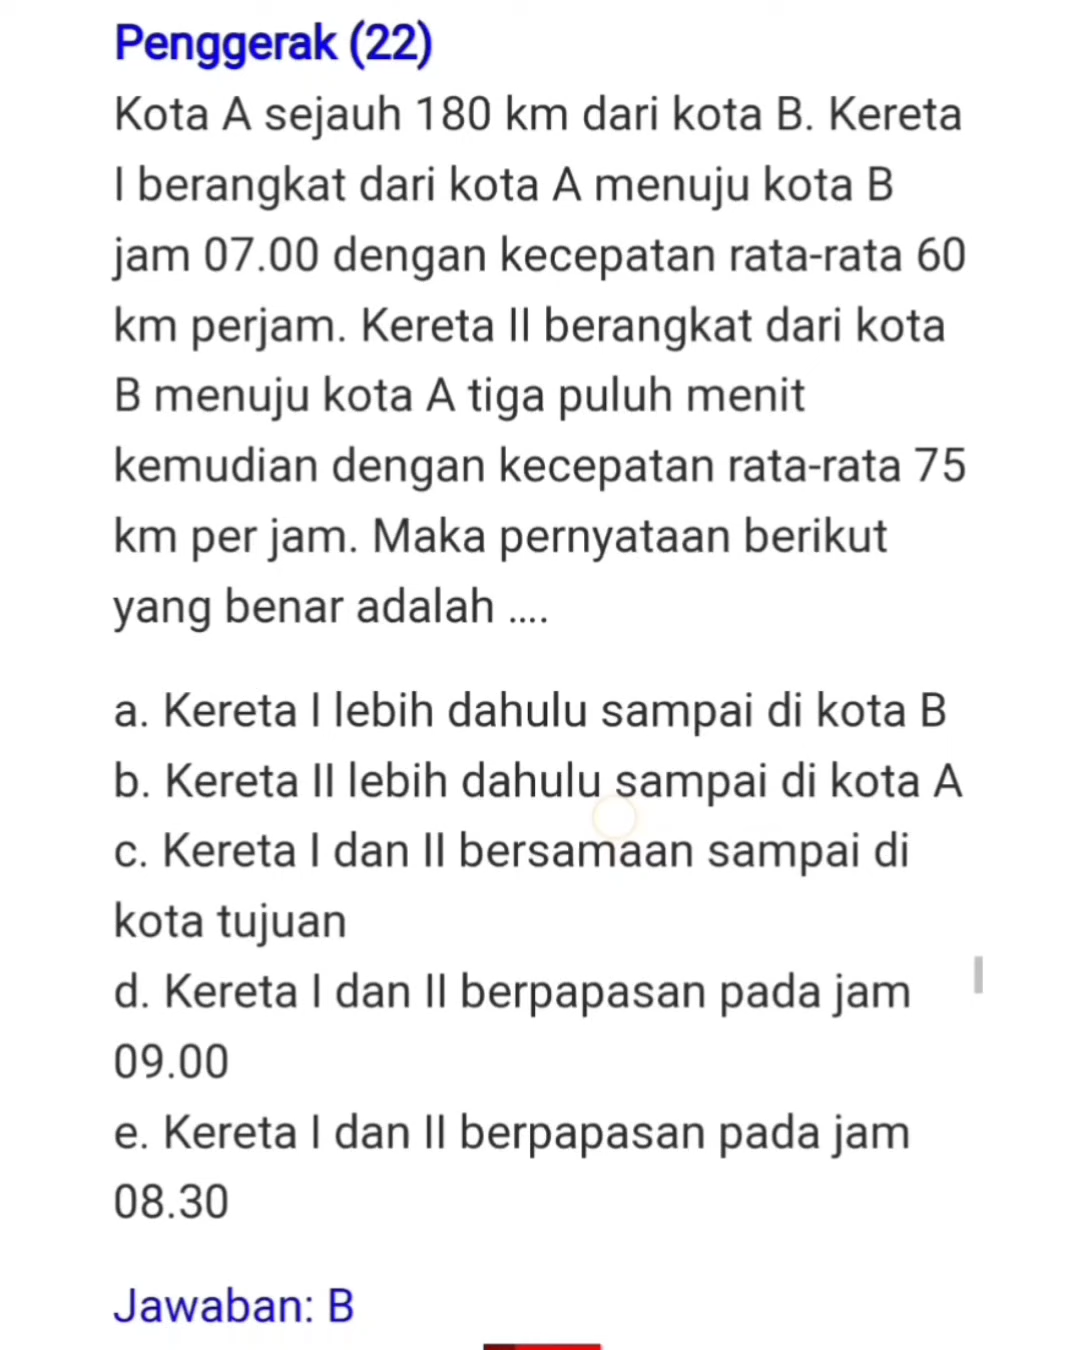 Penggerak (22)
Kota A sejauh 180 km dari kota B. Kereta
I berangkat dari kota A menuju kota B
jam 07.00 dengan kecepatan rata-rata 60
km perjam. Kereta II berangkat dari kota
B menuju kota A tiga puluh menit
kemudian dengan kecepatan rata-rata 75
km per jam. Maka pernyataan berikut
yang benar adalah ....
a. Kereta I lebih dahulu sampai di kota B
b. Kereta II lebih dahulu sampai di kota A
c. Kereta I dan II bersamaan sampai di
kota tujuan
d. Kereta I dan II berpapasan pada jam
09.00
e. Kereta I dan II berpapasan pada jam
08.30
Jawaban: B